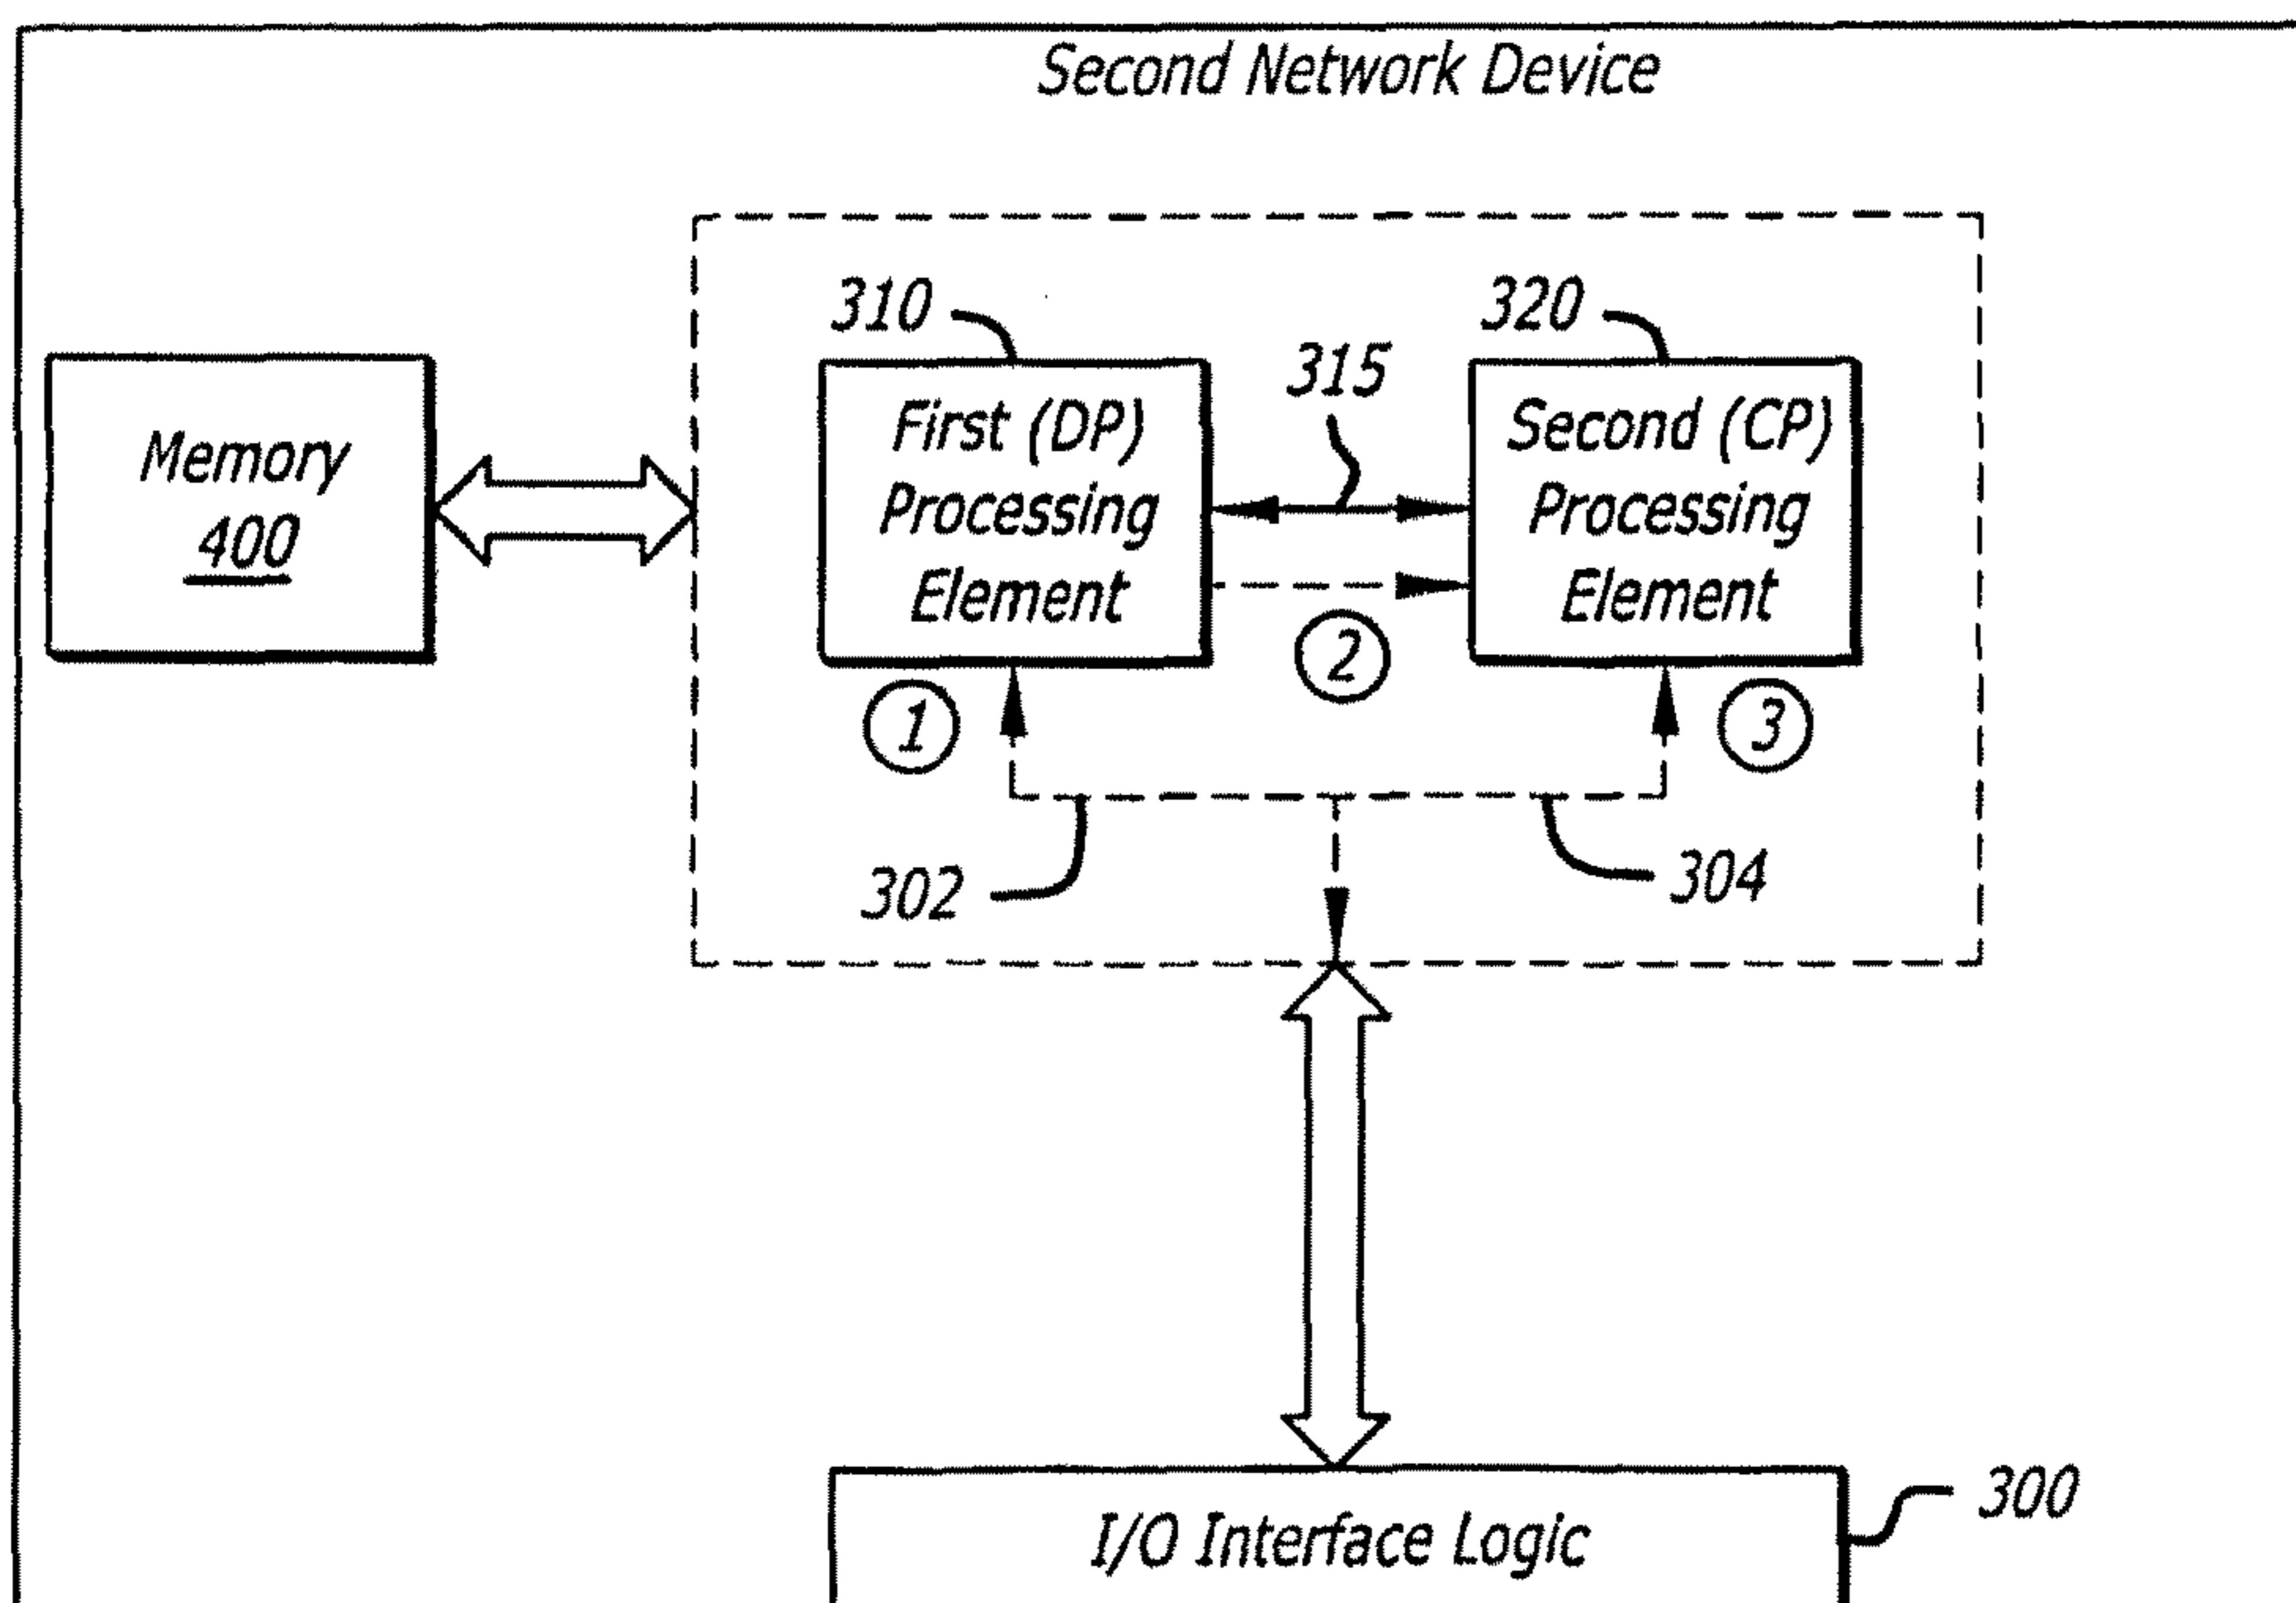 Second Network Device
310
320
315
First (DP)
Processing
Element
Second (CP)
Processing
Element
Memory
400
2
1
3
302
304
I/O Interface Logic
300